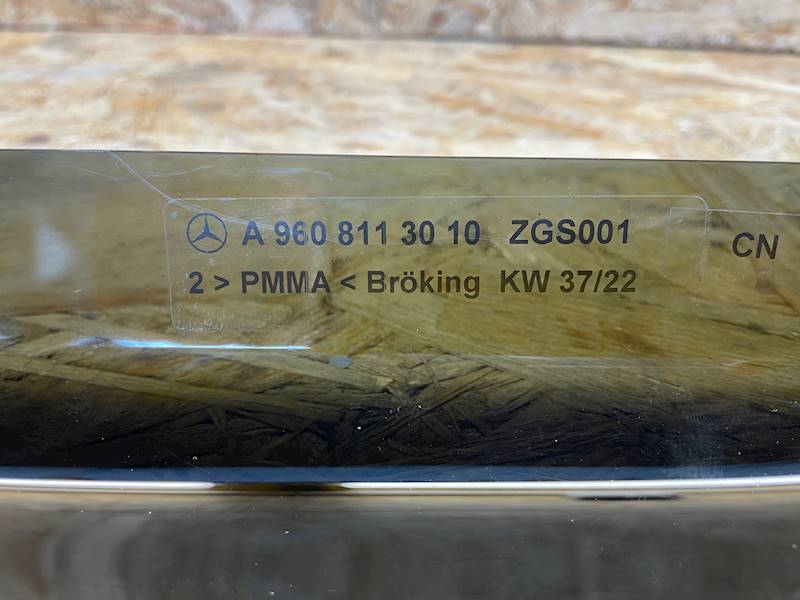 A 960 811 30 10 ZGS001
2 > PMMA < Bröking KW 37/22
CN